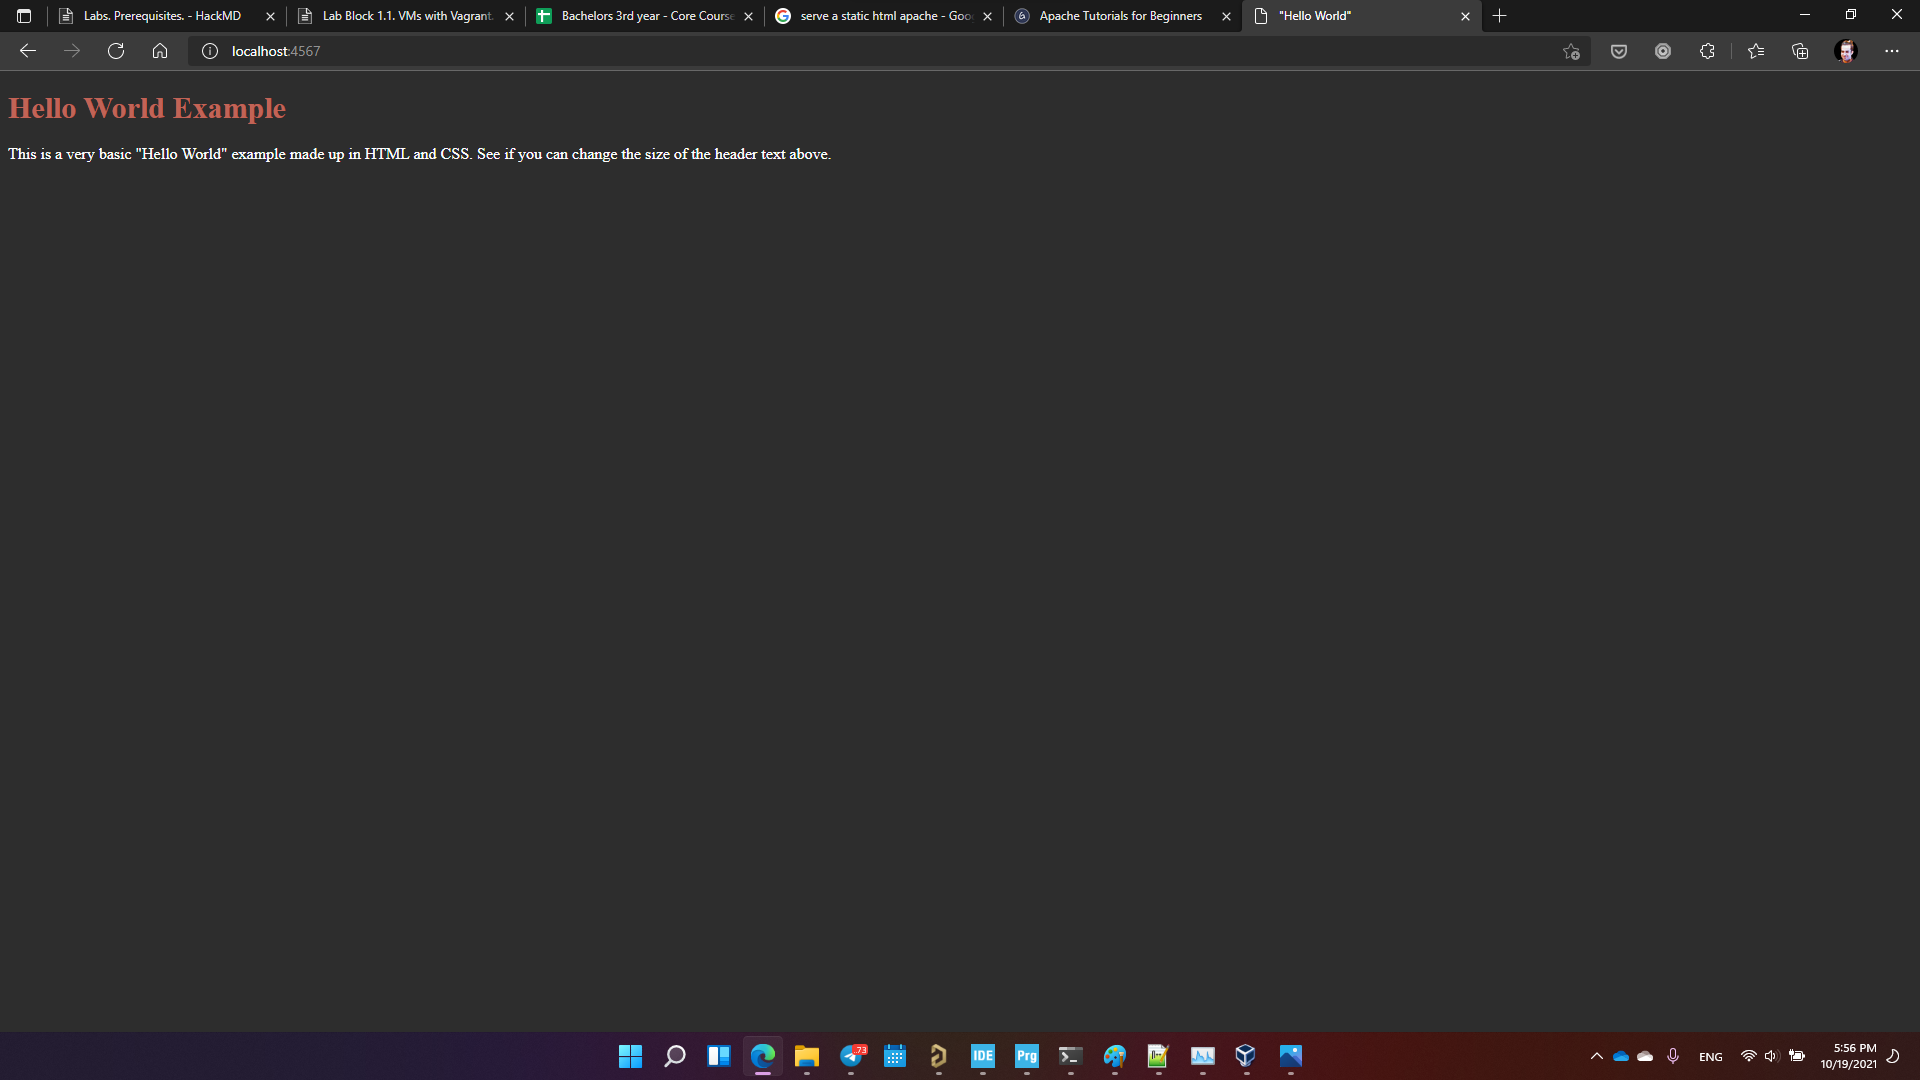 Labs. Prerequisites. - HackMD
Lab Block 1.1. VMs with Vagrant.
Bachelors 3rd year - Core Course
serve a static html apache - Goo
Apache Tutorials for Beginners
"Hello World"
localhost:4567
Hello World Example
This is a very basic "Hello World" example made up in HTML and CSS. See if you can change the size of the header text above.
73
IDE
Prg
ENG
5:56 PM
10/19/2021